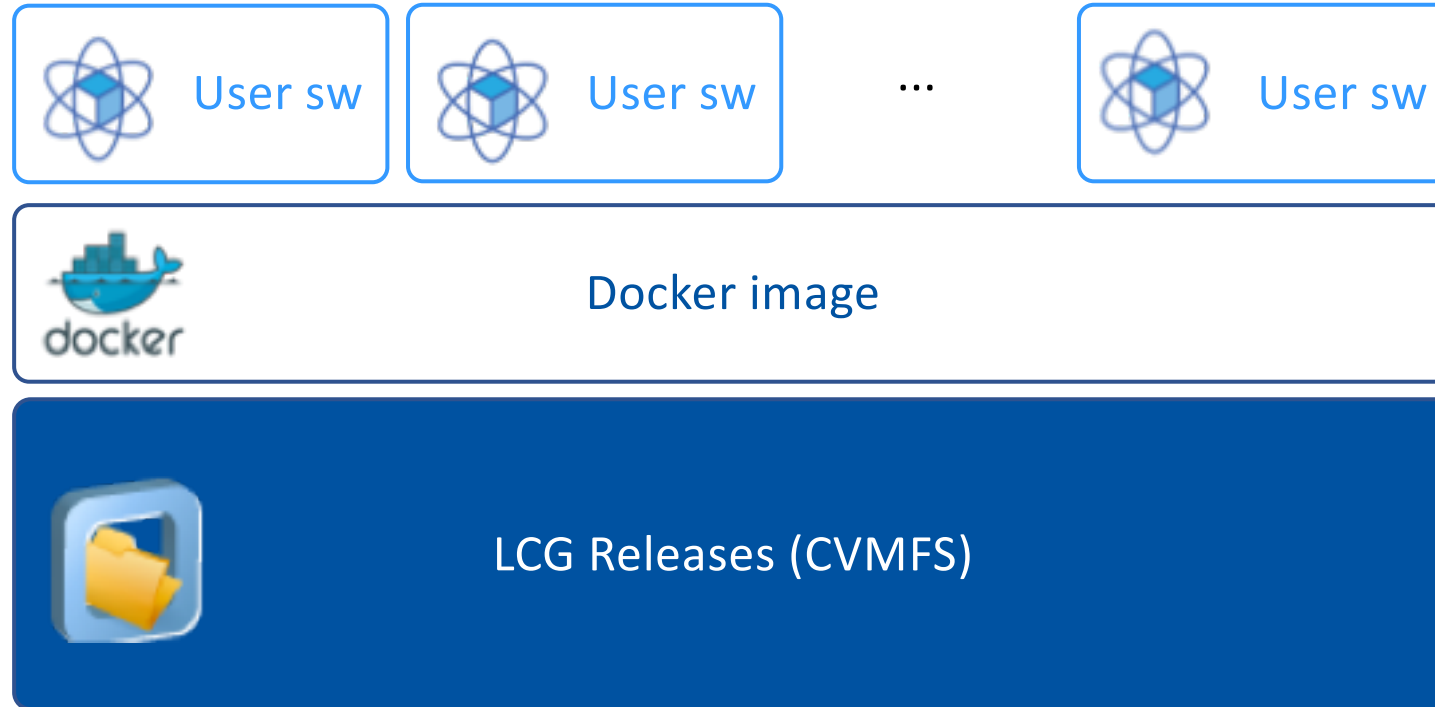 User sw
User sw
...
User sw
docker
Docker image
LCG Releases (CVMFS)